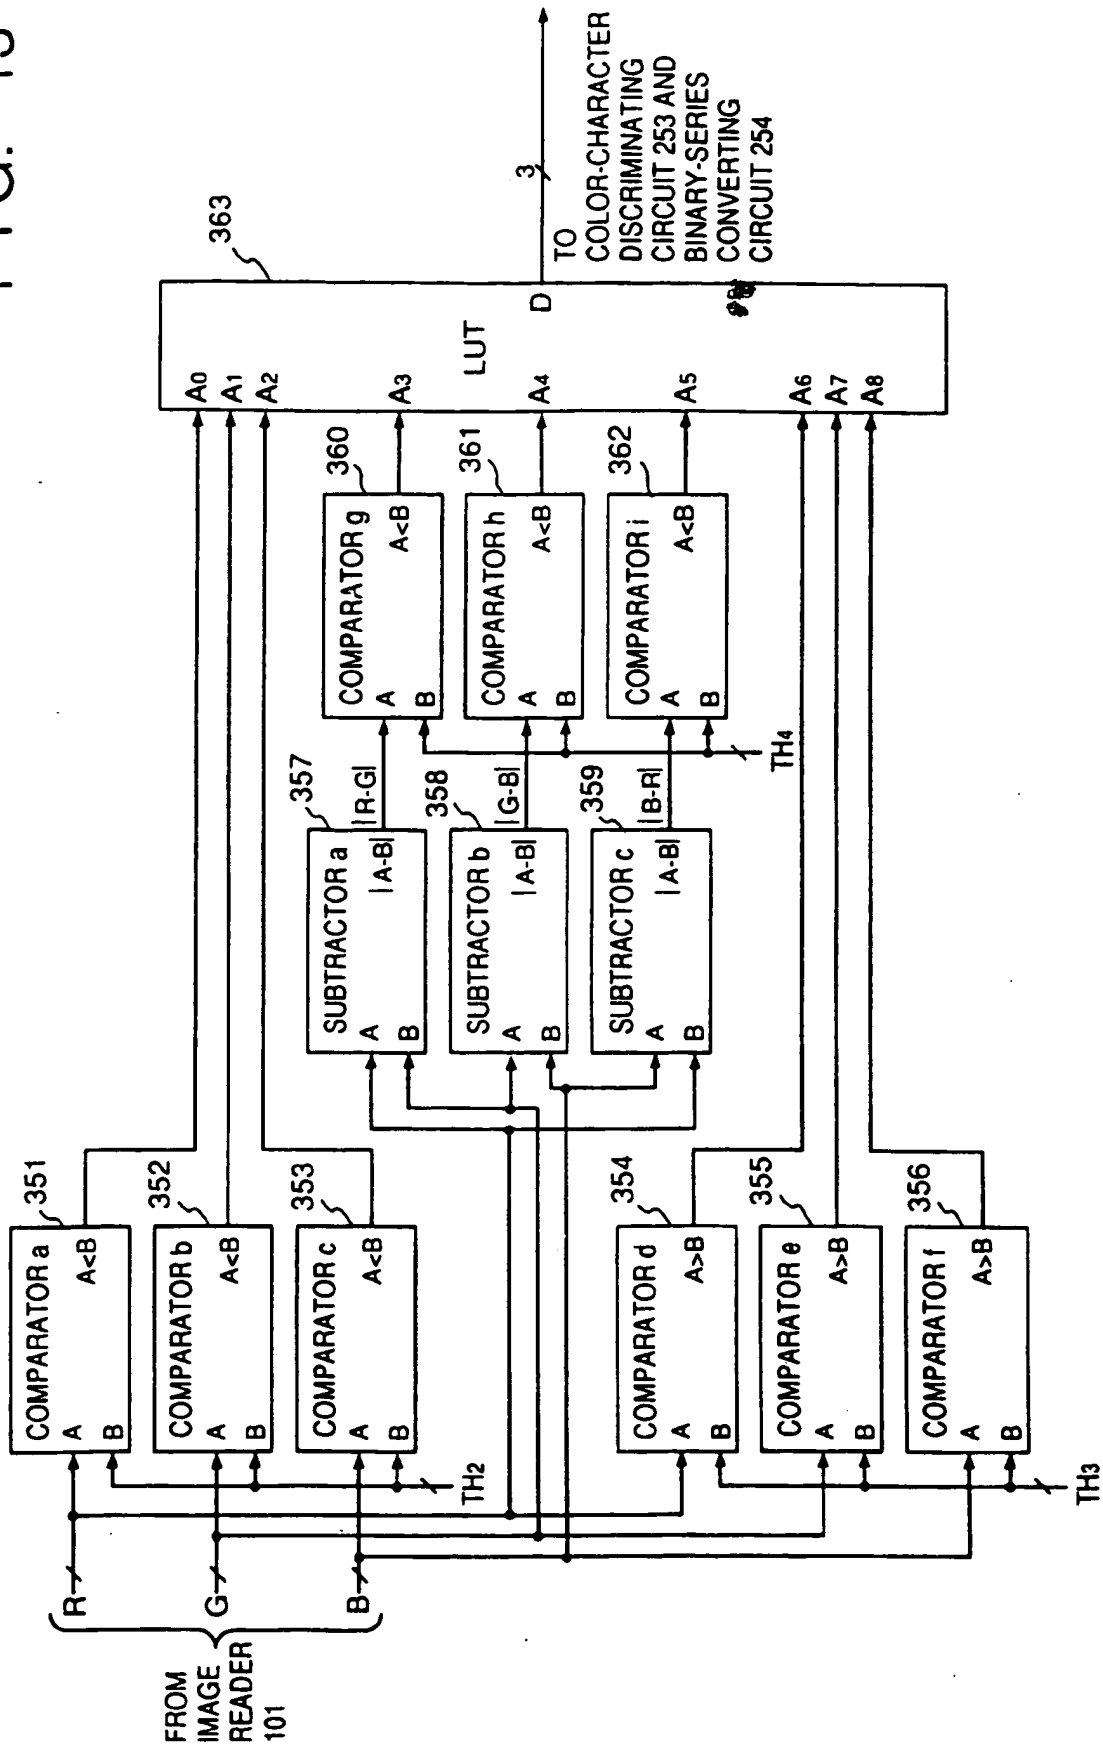 FIG. 13
FROM
IMAGE
READER
101
R
G
B
COMPARATOR a
351
A
B
A<B
COMPARATOR b
352
A
B
A<B
COMPARATOR c
353
A
B
A<B
TH2
COMPARATOR d
354
A
B
A>B
COMPARATOR e
355
A
B
A>B
COMPARATOR f
356
A
B
A>B
TH3
SUBTRACTOR a
357
A
B
|A-B|
|R-G|
SUBTRACTOR b
358
A
B
|A-B|
|G-B|
SUBTRACTOR c
359
A
B
|A-B|
|B-R|
COMPARATOR g
360
A
B
A<B
COMPARATOR h
361
A
B
A<B
COMPARATOR i
362
A
B
A<B
TH4
363
LUT
A0
A1
A2
A3
A4
A5
A6
A7
A8
D
3
TO
COLOR-CHARACTER
DISCRIMINATING
CIRCUIT 253 AND
BINARY-SERIES
CONVERTING
CIRCUIT 254